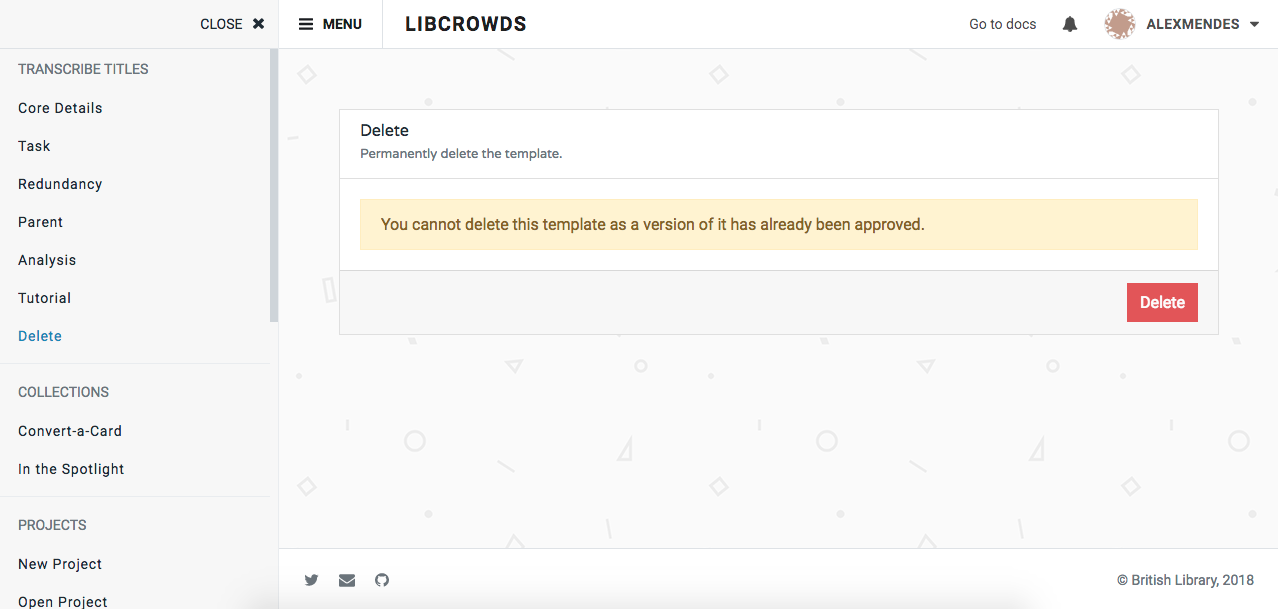 CLOSE
MENU
LIBCROWDS
Go to docs
ALEXMENDES
TRANSCRIBE TITLES
Core Details
Task
Redundancy
Parent
Analysis
Tutorial
Delete
COLLECTIONS
Convert-a-Card
In the Spotlight
PROJECTS
New Project
Open Project
Delete
Permanently delete the template.
You cannot delete this template as a version of it has already been approved.
Delete
© British Library, 2018